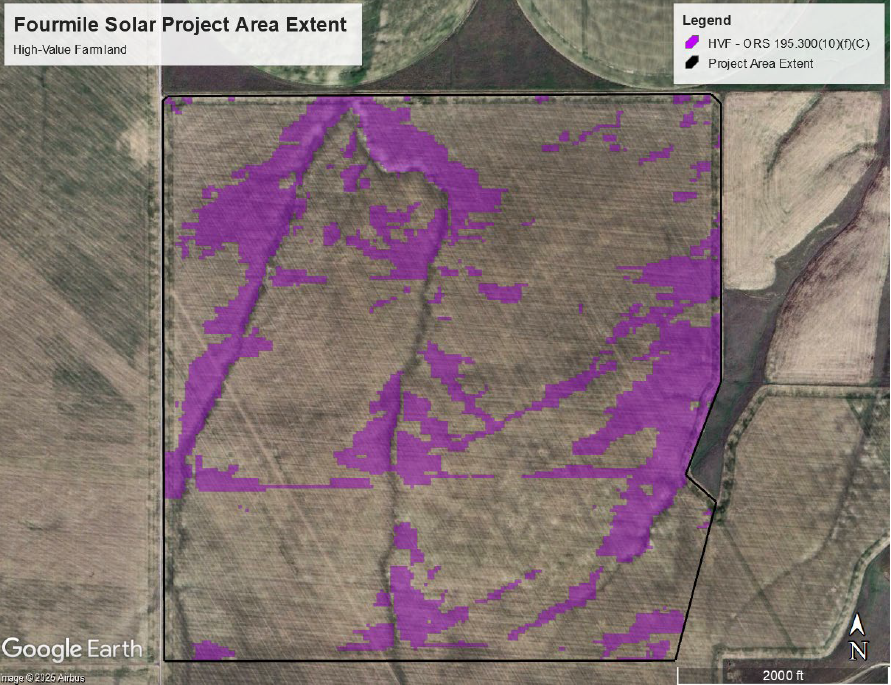 Fourmile Solar Project Area Extent
High-Value Farmland
Legend
HVF - ORS 195.300(10)(f)(C)
Project Area Extent
N
Google Earth
2000 ft
mage © 2025 Airbus